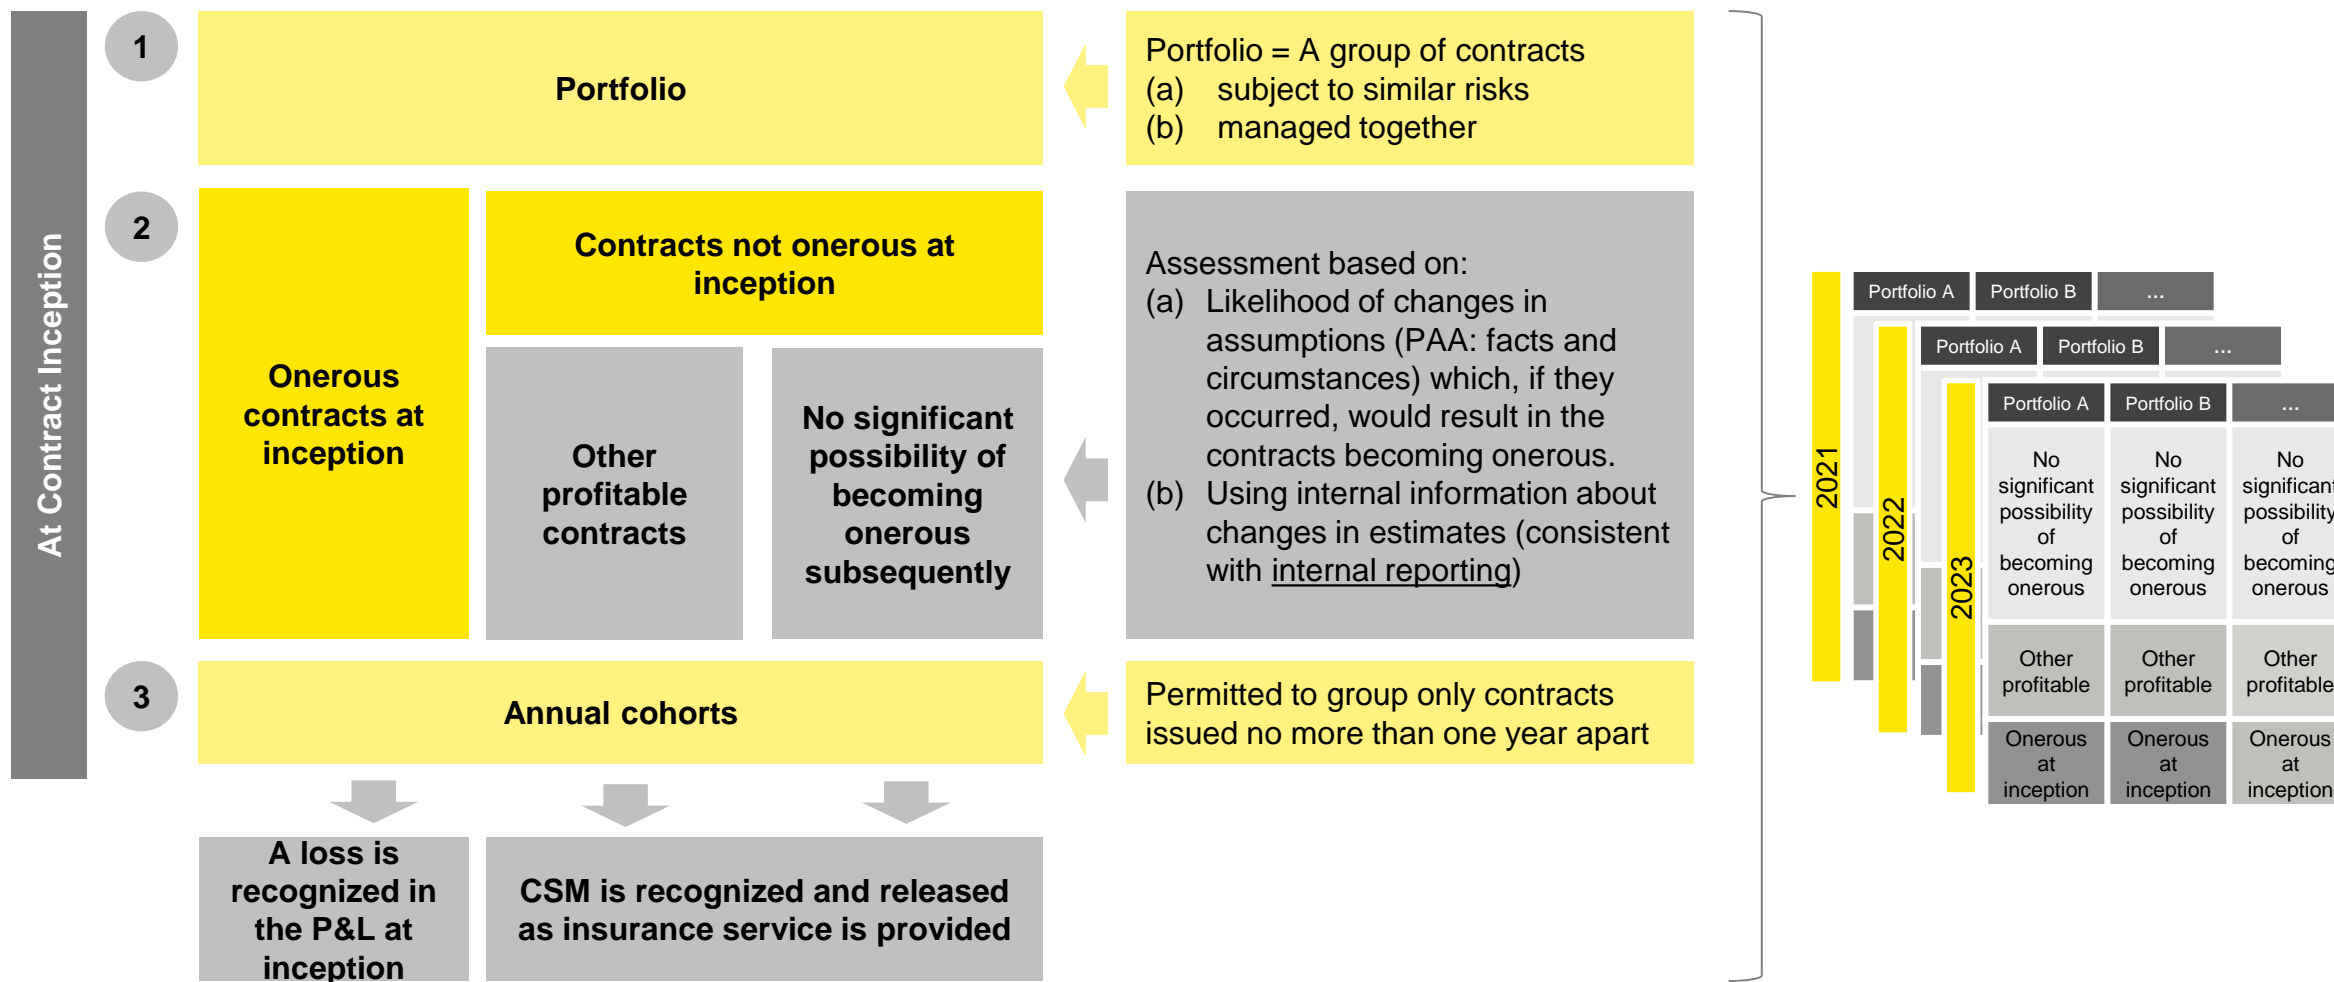 At Contract Inception
1
Portfolio
Portfolio = A group of contracts
(a) subject to similar risks
(b) managed together
2
Onerous
contracts at
inception
Contracts not onerous at
inception
Other
profitable
contracts
No significant
possibility of
becoming
onerous
subsequently
Assessment based on:
(a) Likelihood of changes in
assumptions (PAA: facts and
circumstances) which, if they
occurred, would result in the
contracts becoming onerous.
(b) Using internal information about
changes in estimates (consistent
with internal reporting)
3
Annual cohorts
Permitted to group only contracts
issued no more than one year apart
A loss is
recognized in
the P&L at
inception
CSM is recognized and released
as insurance service is provided
2021
Portfolio A
Portfolio B
...
2022
Portfolio A
Portfolio B
...
2023
Portfolio A
Portfolio B
...
No
significant
possibility
of
becoming
onerous
No
significant
possibility
of
becoming
onerous
No
significant
possibility
of
becoming
onerous
Other
profitable
Other
profitable
Other
profitable
Onerous
at
inception
Onerous
at
inception
Onerous
at
inception